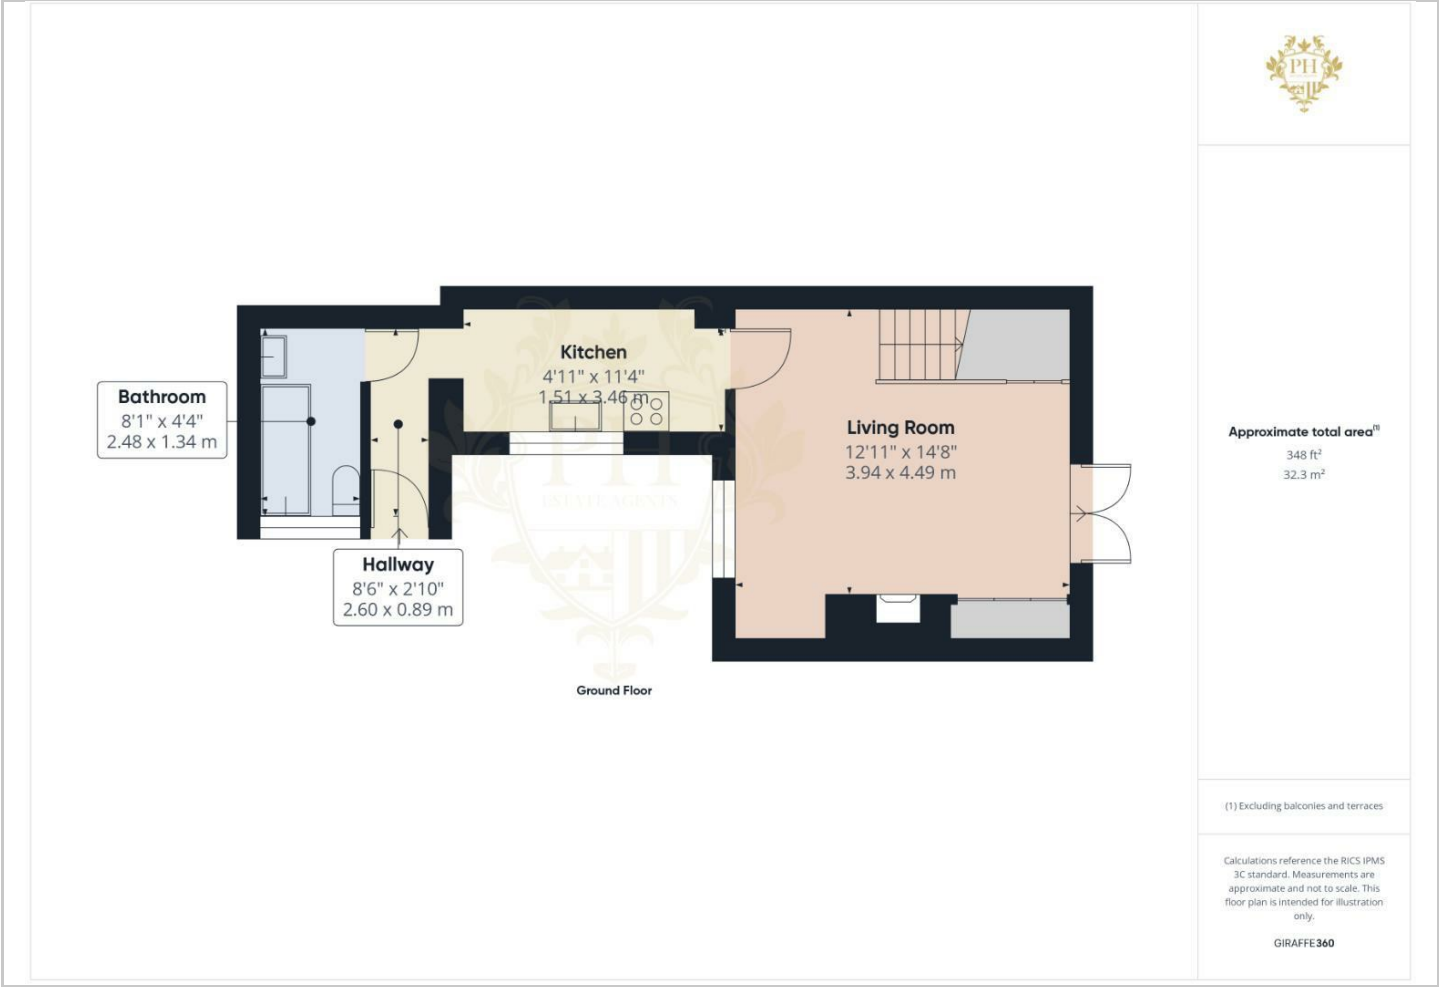 PH
Bathroom
8'1" x 4'4"
2.48 x 1.34 m
Kitchen
4'11" x 11'4"
1.51 x 3.46 m
Living Room
12'11" x 14'8"
3.94 x 4.49 m
Hallway
8'6" x 2'10"
2.60 x 0.89 m
PH
Ground Floor
Approximate total area(1)
348 ft²
32.3 m²
(1) Excluding balconies and terraces
Calculations reference the RICS IPMS
3C standard. Measurements are
approximate and not to scale. This
floor plan is intended for illustration
only.
GIRAFFE360